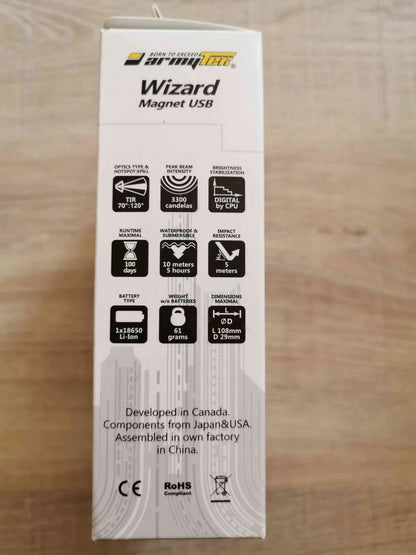 BORN TO EXCEED
armyTek®
Wizard
Magnet USB
OPTICS TYPE &
HOTSPOT:SPILL
TIR
70°:120°
PEAK BEAM
INTENSITY
3300
candelas
BRIGHTNESS
STABILIZATION
DIGITAL
by CPU
RUNTIME
MAXIMAL
100
days
WATERPROOF &
SUBMERSIBLE
10 meters
5 hours
IMPACT
RESISTANCE
5
meters
BATTERY
TYPE
1x18650
Li-Ion
WEIGHT
w/o BATTERIES
61
grams
DIMENSIONS
MAXIMAL
L
ØD
L 108mm
D 29mm
Developed in Canada.
Components from Japan&USA.
Assembled in own factory
in China.
CE
RoHS
Compliant